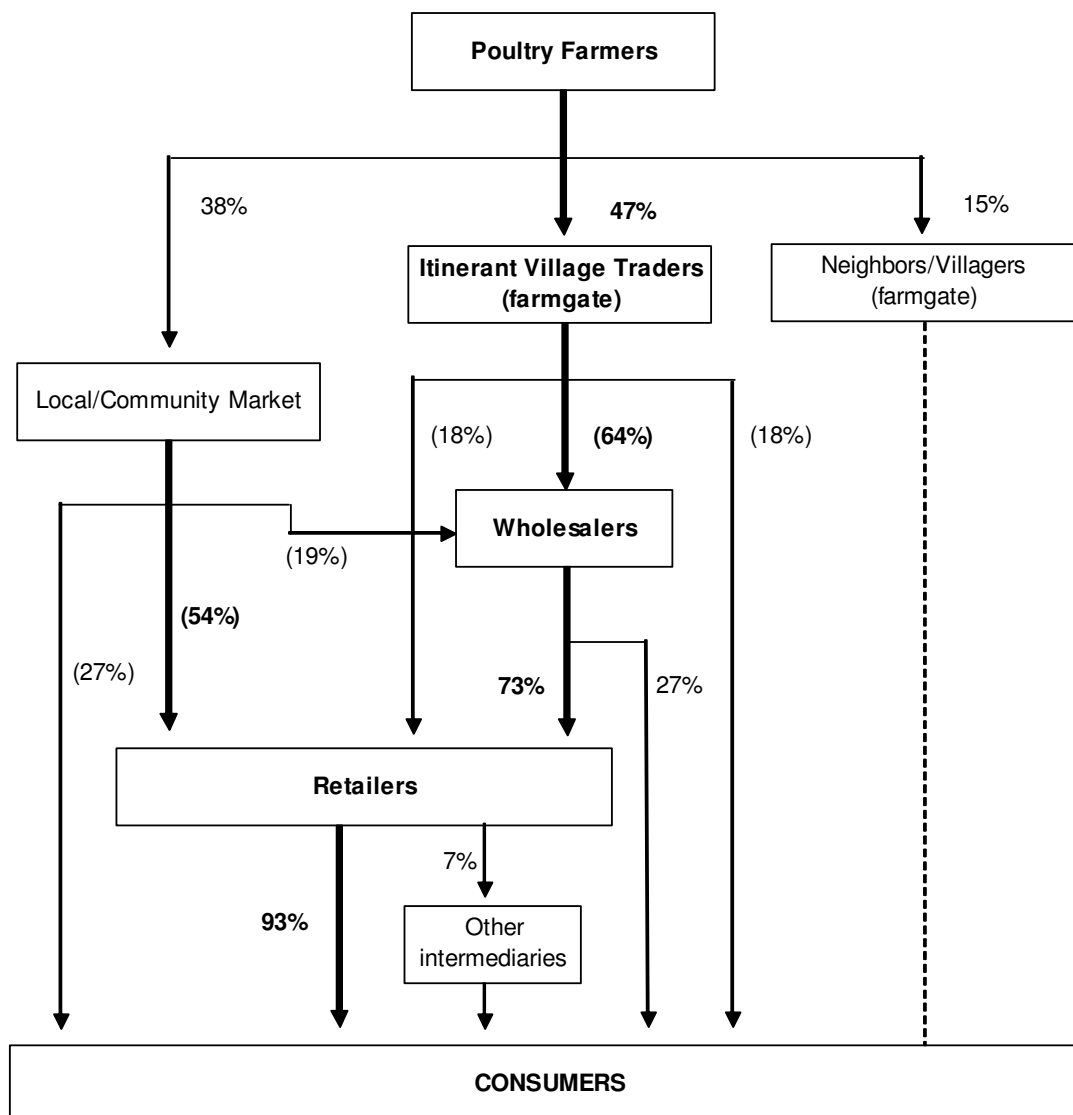 Poultry Farmers
38%
47%
15%
Itinerant Village Traders
(farmgate)
Neighbors/Villagers
(farmgate)
Local/Community Market
(18%)
(64%)
(18%)
Wholesalers
(19%)
(54%)
(27%)
73%
27%
Retailers
7%
93%
Other
intermediaries
CONSUMERS